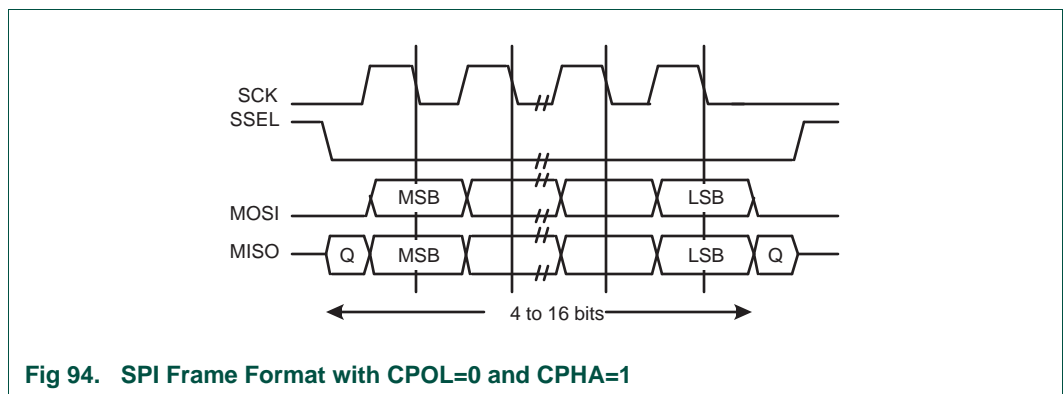 SCK
SSEL
MOSI MSB LSB
MISO Q MSB LSB Q
4 to 16 bits
Fig 94. SPI Frame Format with CPOL=0 and CPHA=1